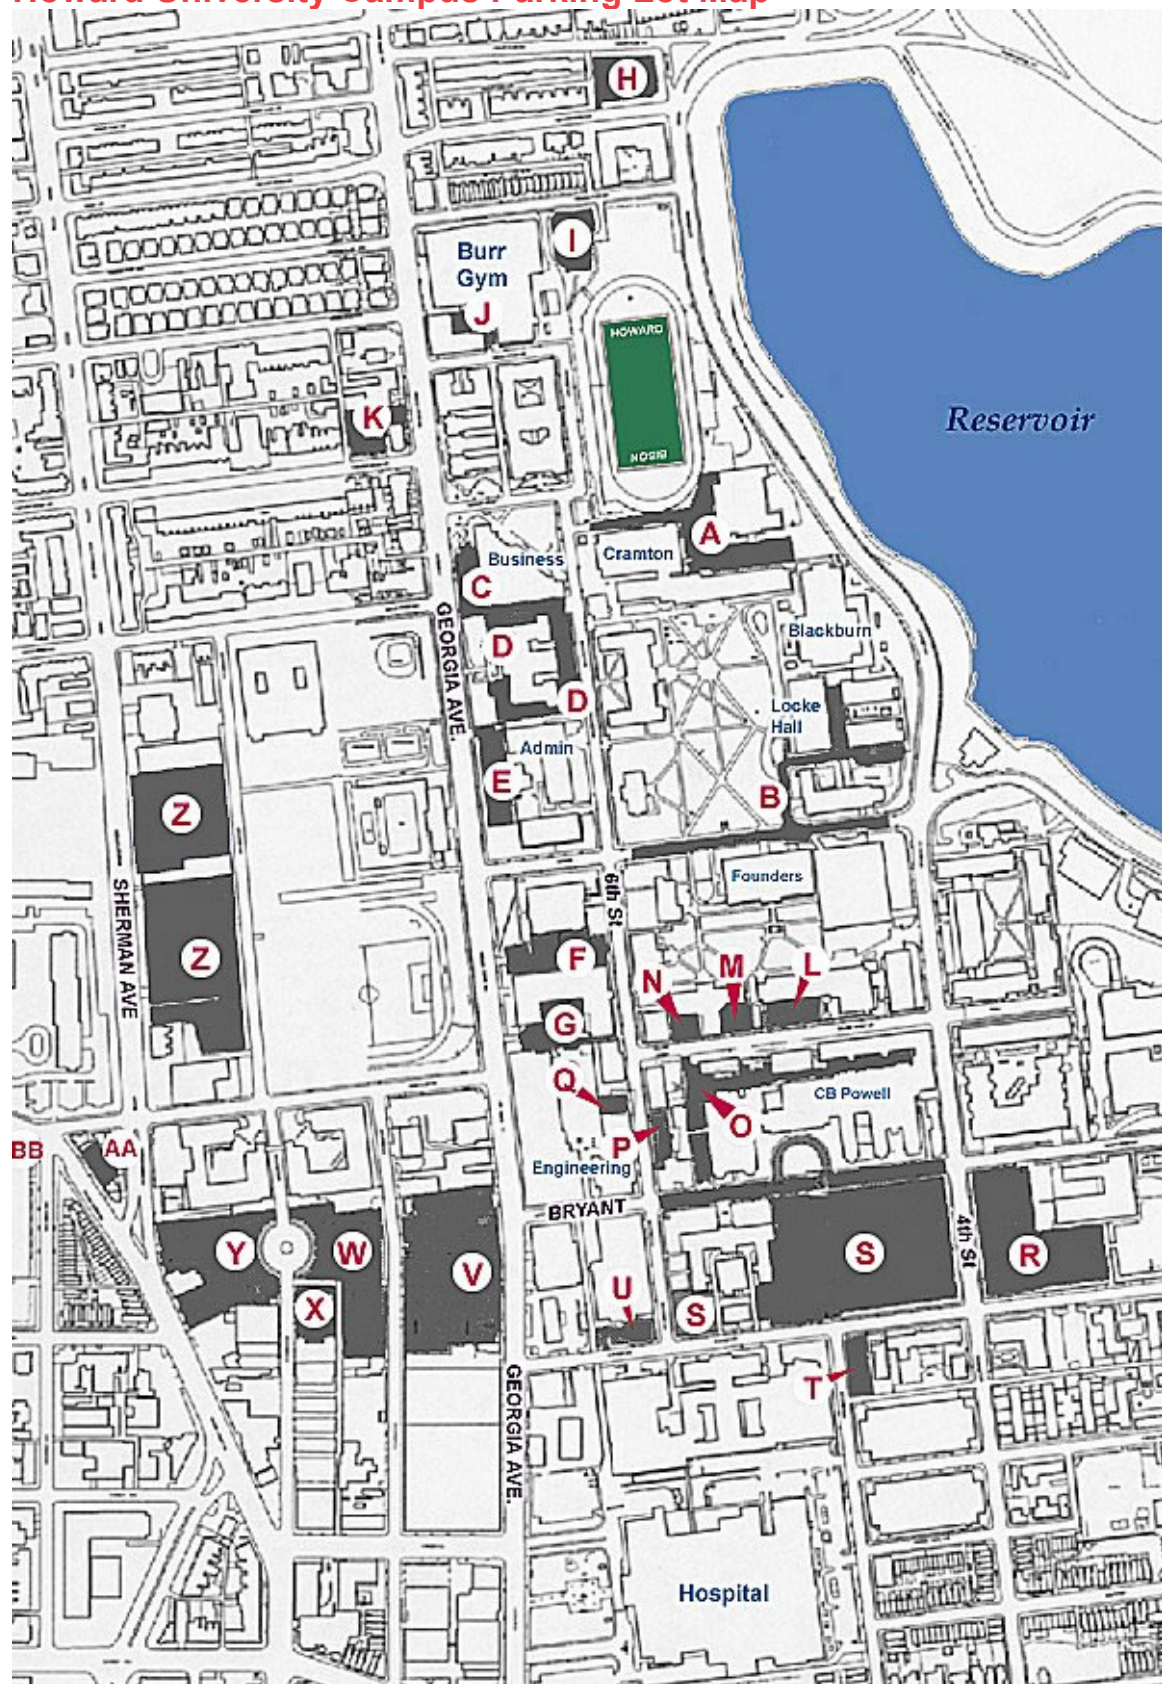 Howard University Campus Parking Lot Map
H
I
Burr
Gym
J
HOWARD
BISON
K
Reservoir
A
Cramton
Business
C
GEORGIA AVE.
D
Blackburn
D
Locke
Hall
Admin
E
B
Z
Founders
SHERMAN AVE
6th St
Z
F
N
M
L
G
Q
CB Powell
O
P
BB
AA
Engineering
BRYANT
4th St
Y
W
V
S
R
X
U
S
T
GEORGIA AVE.
Hospital